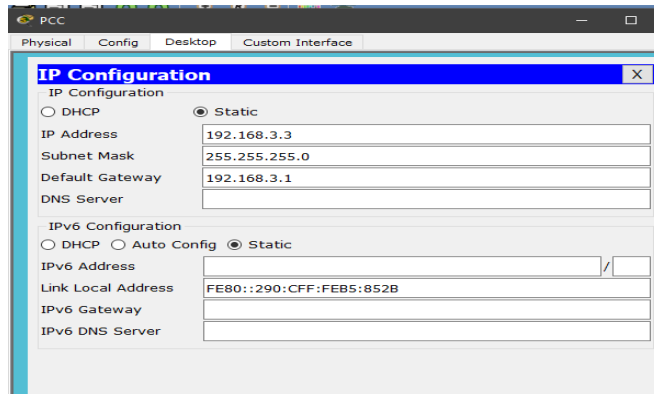 PCC
Physical Config Desktop Custom Interface
IP Configuration X
IP Configuration
DHCP Static
IP Address 192.168.3.3
Subnet Mask 255.255.255.0
Default Gateway 192.168.3.1
DNS Server
IPv6 Configuration
DHCP Auto Config Static
IPv6 Address /
Link Local Address FE80::290:CFF:FEB5:852B
IPv6 Gateway
IPv6 DNS Server